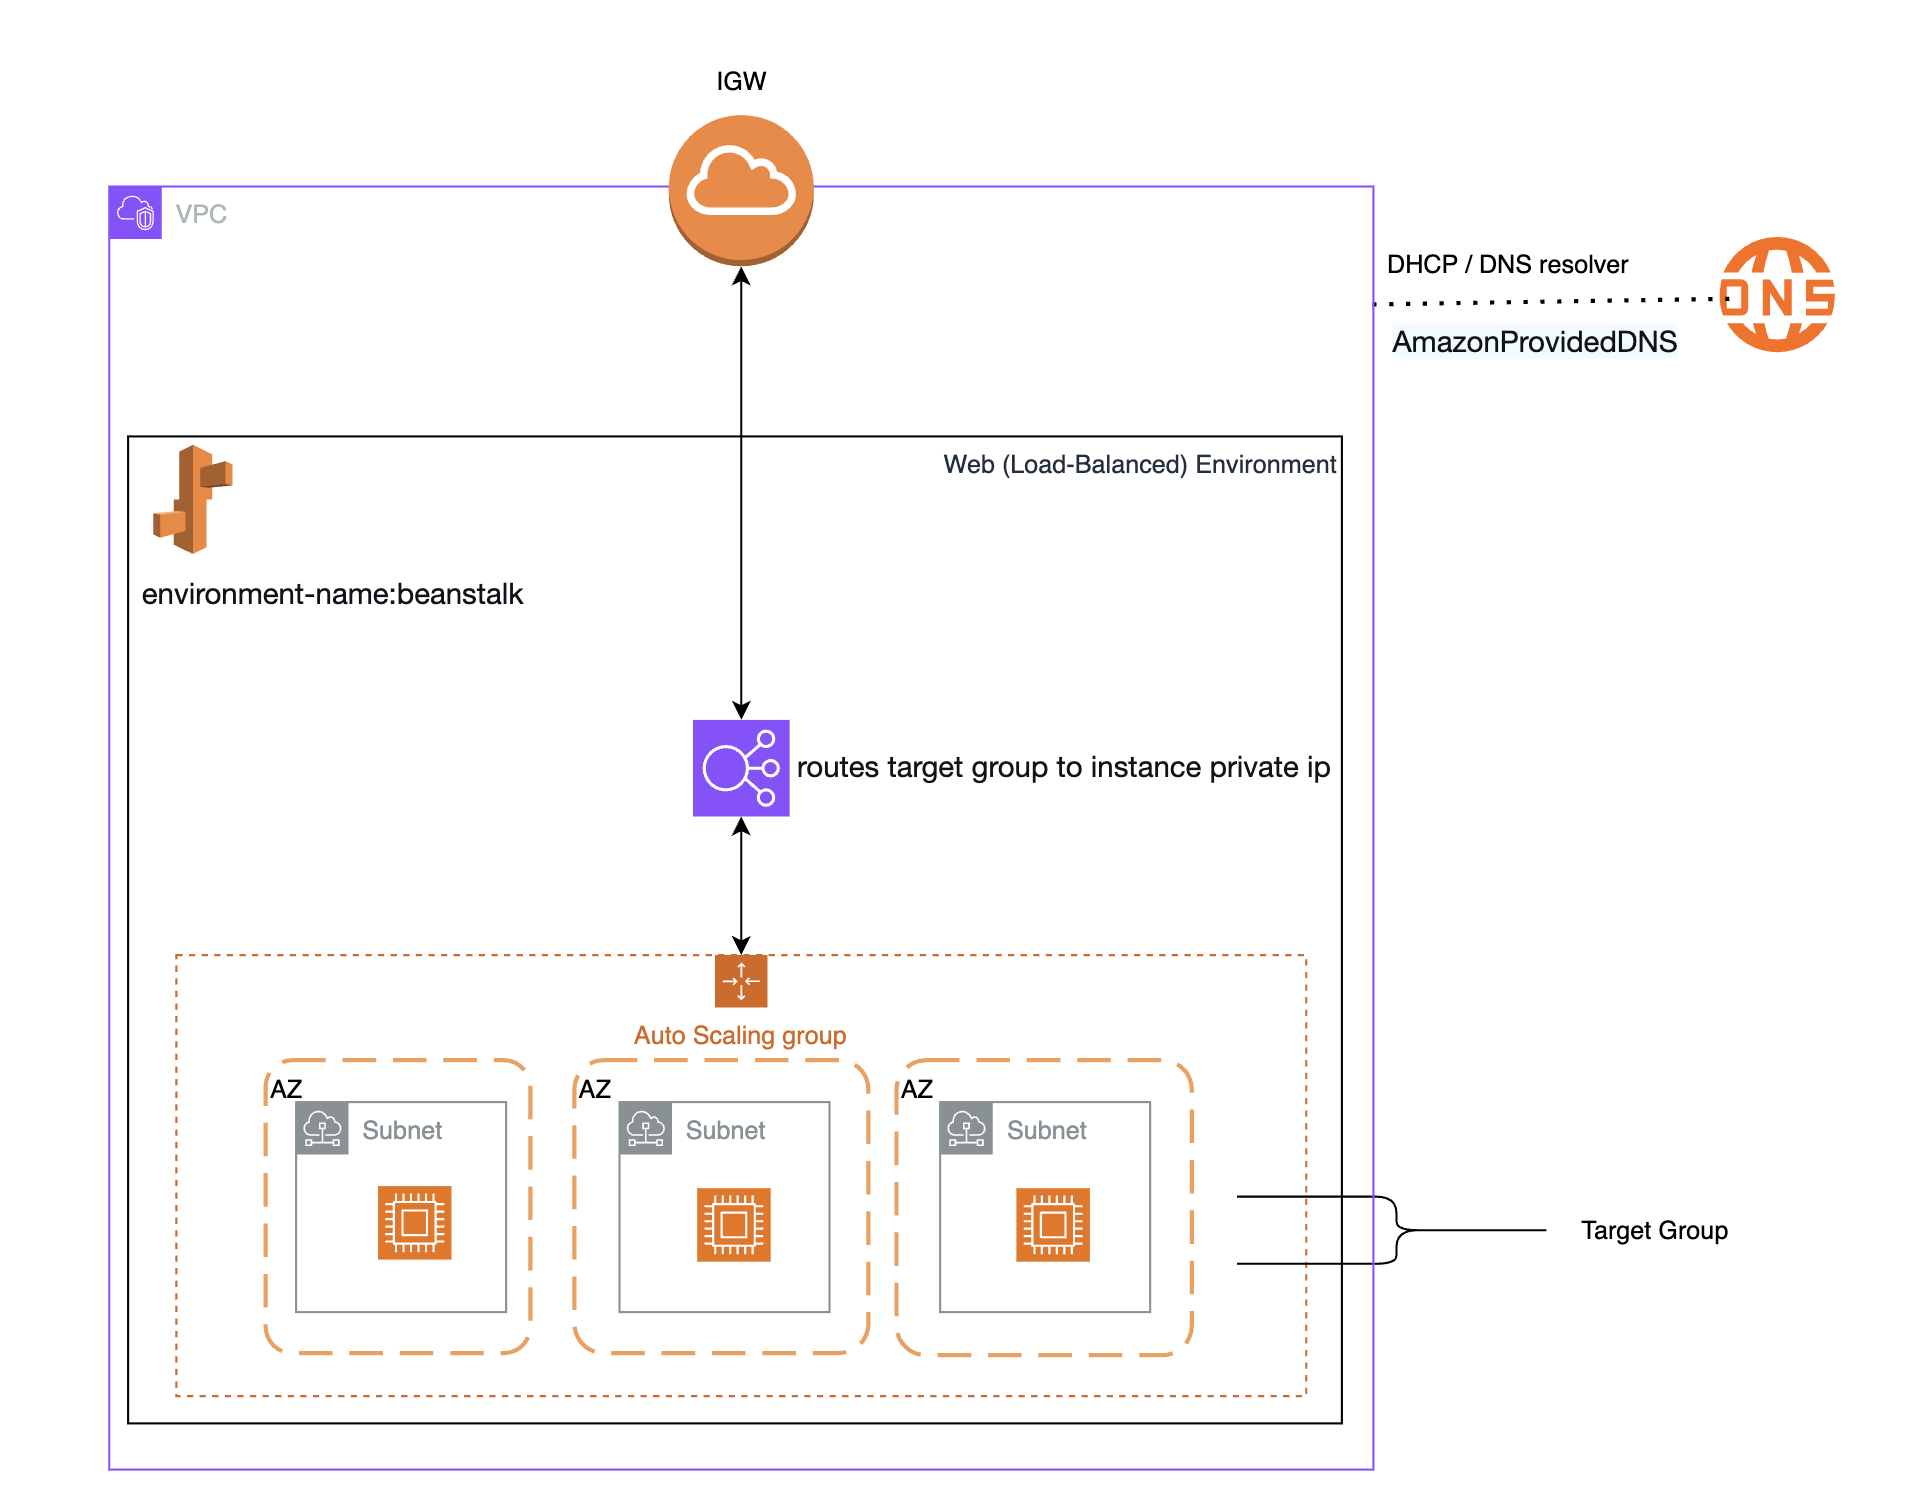 IGW
VPC
DHCP / DNS resolver
DNS
AmazonProvidedDNS
Web (Load-Balanced) Environment
environment-name:beanstalk
routes target group to instance private ip
Auto Scaling group
AZ
Subnet
AZ
Subnet
AZ
Subnet
Target Group